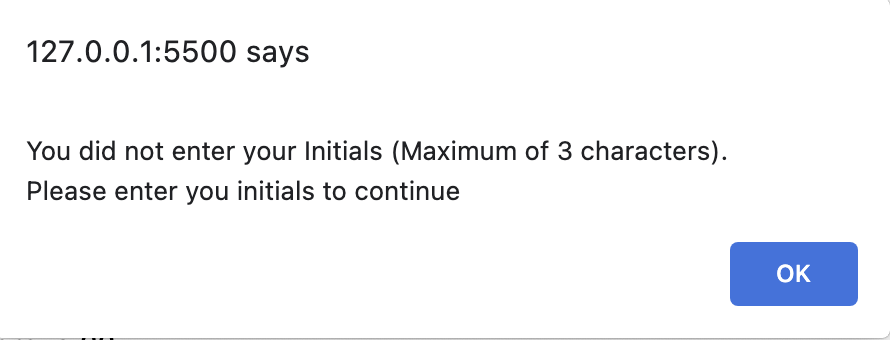 127.0.0.1:5500 says
You did not enter your Initials (Maximum of 3 characters).
Please enter you initials to continue
OK